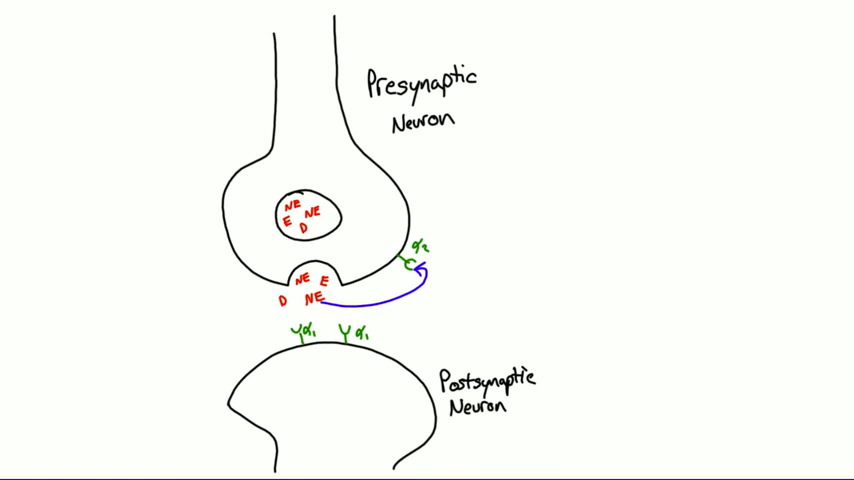 Presynaptic
Neuron
NE
NE
E
D
α2
NE
E
D
NE
α1
α1
Postsynaptic
Neuron